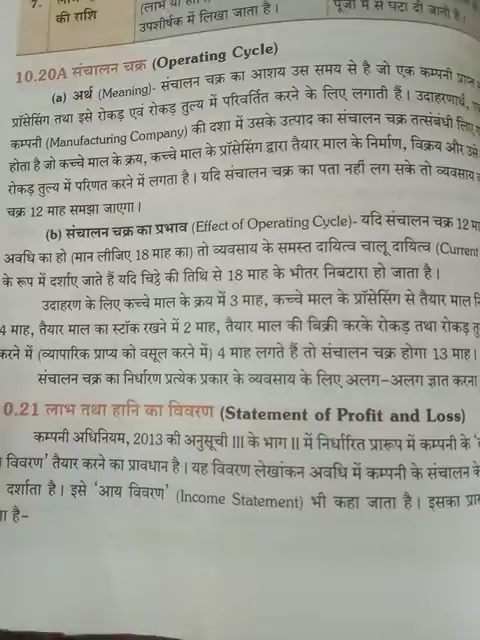 7.
की राशि
(लाभ या
उपशीर्षक में लिखा जाता है।
पूंजी में से घटा दी जाती है।
10.20A संचालन चक्र (Operating Cycle)
(a) अर्थ (Meaning)- संचालन चक्र का आशय उस समय से है जो एक कम्पनी
प्रॉसेसिंग तथा इसे रोकड़ एवं रोकड़ तुल्य में परिवर्तित करने के लिए लगाती हैं। उदाहरणार्थ,
कम्पनी (Manufacturing Company) की दशा में उसके उत्पाद का संचालन चक्र तत्संबंधी
होता है जो कच्चे माल के क्रय, कच्चे माल के प्रॉसेसिंग द्वारा तैयार माल के निर्माण, विक्रय और
रोकड़ तुल्य में परिणत करने में लगता है। यदि संचालन चक्र का पता नहीं लग सके तो व्यवसाय
चक्र 12 माह समझा जाएगा।
(b) संचालन चक्र का प्रभाव (Effect of Operating Cycle)- यदि संचालन चक्र 12
अवधि का हो (मान लीजिए 18 माह का) तो व्यवसाय के समस्त दायित्व चालू दायित्व (Current
के रूप में दर्शाए जाते हैं यदि चिट्ठे की तिथि से 18 माह के भीतर निबटारा हो जाता है।
उदाहरण के लिए कच्चे माल के क्रय में 3 माह, कच्चे माल के प्रॉसेसिंग से तैयार माल
4 माह, तैयार माल का स्टॉक रखने में 2 माह, तैयार माल की बिक्री करके रोकड़ तथा रोकड़
करने में (व्यापारिक प्राप्य को वसूल करने में) 4 माह लगते हैं तो संचालन चक्र होगा 13 माह।
संचालन चक्र का निर्धारण प्रत्येक प्रकार के व्यवसाय के लिए अलग-अलग ज्ञात करना
0.21 लाभ तथा हानि का विवरण (Statement of Profit and Loss)
कम्पनी अधिनियम, 2013 की अनुसूची III के भाग II में निर्धारित प्रारूप में कम्पनी के
विवरण' तैयार करने का प्रावधान है। यह विवरण लेखांकन अवधि में कम्पनी के संचालन के
दर्शाता है। इसे 'आय विवरण' (Income Statement) भी कहा जाता है। इसका
है-